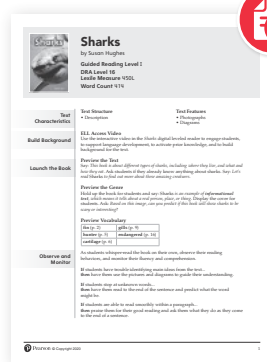 Sharks
Sharks
by Susan Hughes
Guided Reading Level I
DRA Level 16
Lexile Measure 450L
Word Count 414
Text Characteristics
Text Structure
• Description
Text Features
• Photographs
• Diagrams
Build Background
ELL Access Video
Use the interactive video in the Sharks digital leveled reader to engage students,
to support language development, to activate prior knowledge, and to build
background for the text.
Launch the Book
Preview the Text
Say: This book is about different types of sharks, including where they live, and what and
how they eat. Ask students if they already know anything about sharks. Say: Let's
read Sharks to find out more about these amazing creatures.
Preview the Genre
Hold up the book for students and say: Sharks is an example of informational
text, which means it tells about a real person, place, or thing. Display the cover for
students. Ask: Based on this image, can you predict if this book will show sharks to be
scary or interesting?
Preview Vocabulary
fin (p. 2)
gills (p. 9)
hunter (p. 5)
endangered (p. 16)
cartilage (p. 6)
Observe and Monitor
As students whisper-read the book on their own, observe their reading
behaviors, and monitor their fluency and comprehension.
If students have trouble identifying main ideas from the text...
then have them use the pictures and diagrams to guide their understanding.
If students stop at unknown words...
then have them read to the end of the sentence and predict what the word
might be.
If students are able to read smoothly within a paragraph...
then praise them for their good reading and ask them what they do as they come
to the end of a sentence.
Pearson © Copyright 2020